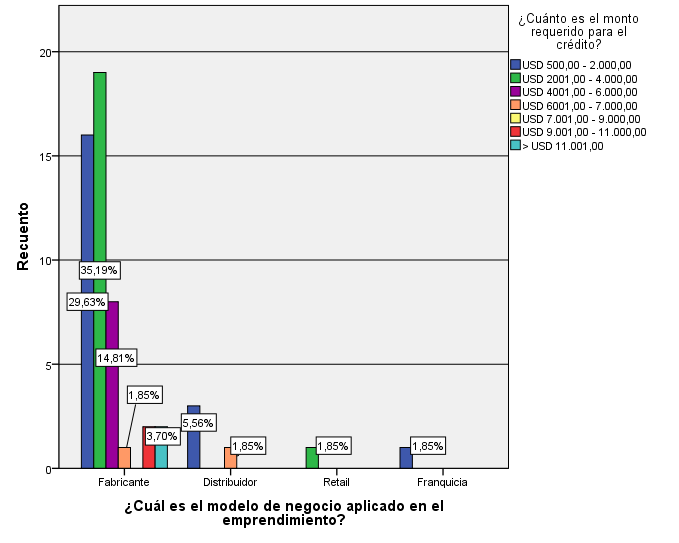 ¿Cuánto es el monto
requerido para el
crédito?
USD 500,00 - 2.000,00
USD 2001,00 - 4.000,00
USD 4001,00 - 6.000,00
USD 6001,00 - 7.000,00
USD 7.001,00 - 9.000,00
USD 9.001,00 - 11.000,00
> USD 11.001,00
Recuento
20
15
10
5
0
35,19%
29,63%
14,81%
1,85%
3,70%
5,56%
1,85%
1,85%
1,85%
Fabricante
Distribuidor
Retail
Franquicia
¿Cuál es el modelo de negocio aplicado en el
emprendimiento?